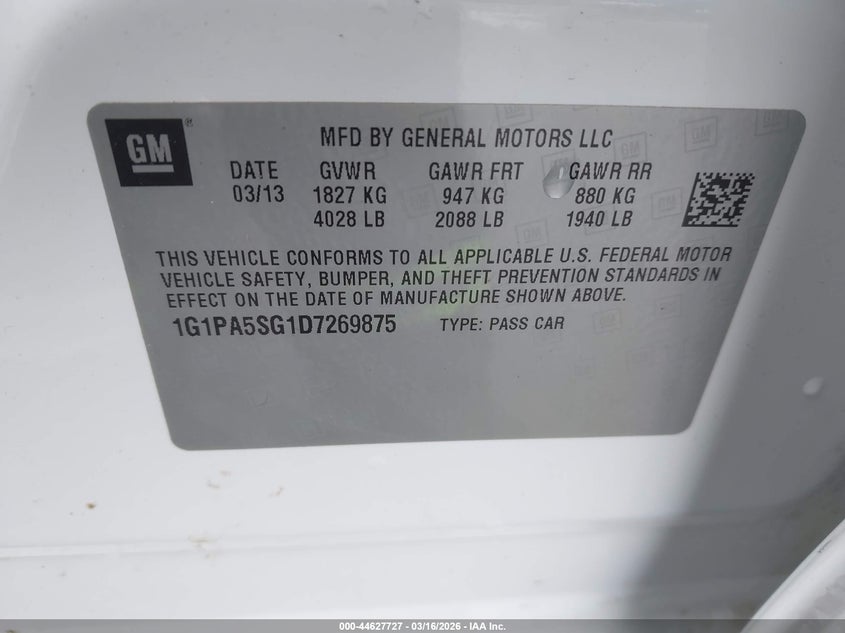 GM ®
MFD BY GENERAL MOTORS LLC
DATE GVWR GAWR FRT GAWR RR
03/13 1827 KG 947 KG 880 KG
4028 LB 2088 LB 1940 LB
THIS VEHICLE CONFORMS TO ALL APPLICABLE U.S. FEDERAL MOTOR
VEHICLE SAFETY, BUMPER, AND THEFT PREVENTION STANDARDS IN
EFFECT ON THE DATE OF MANUFACTURE SHOWN ABOVE.
1G1PA5SG1D7269875 TYPE: PASS CAR
000-44627727 - 03/16/2026 - IAA Inc.